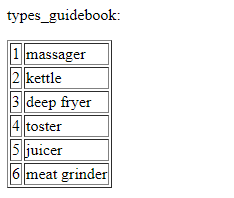 types_guidebook:
1 massager
2 kettle
3 deep fryer
4 toster
5 juicer
6 meat grinder